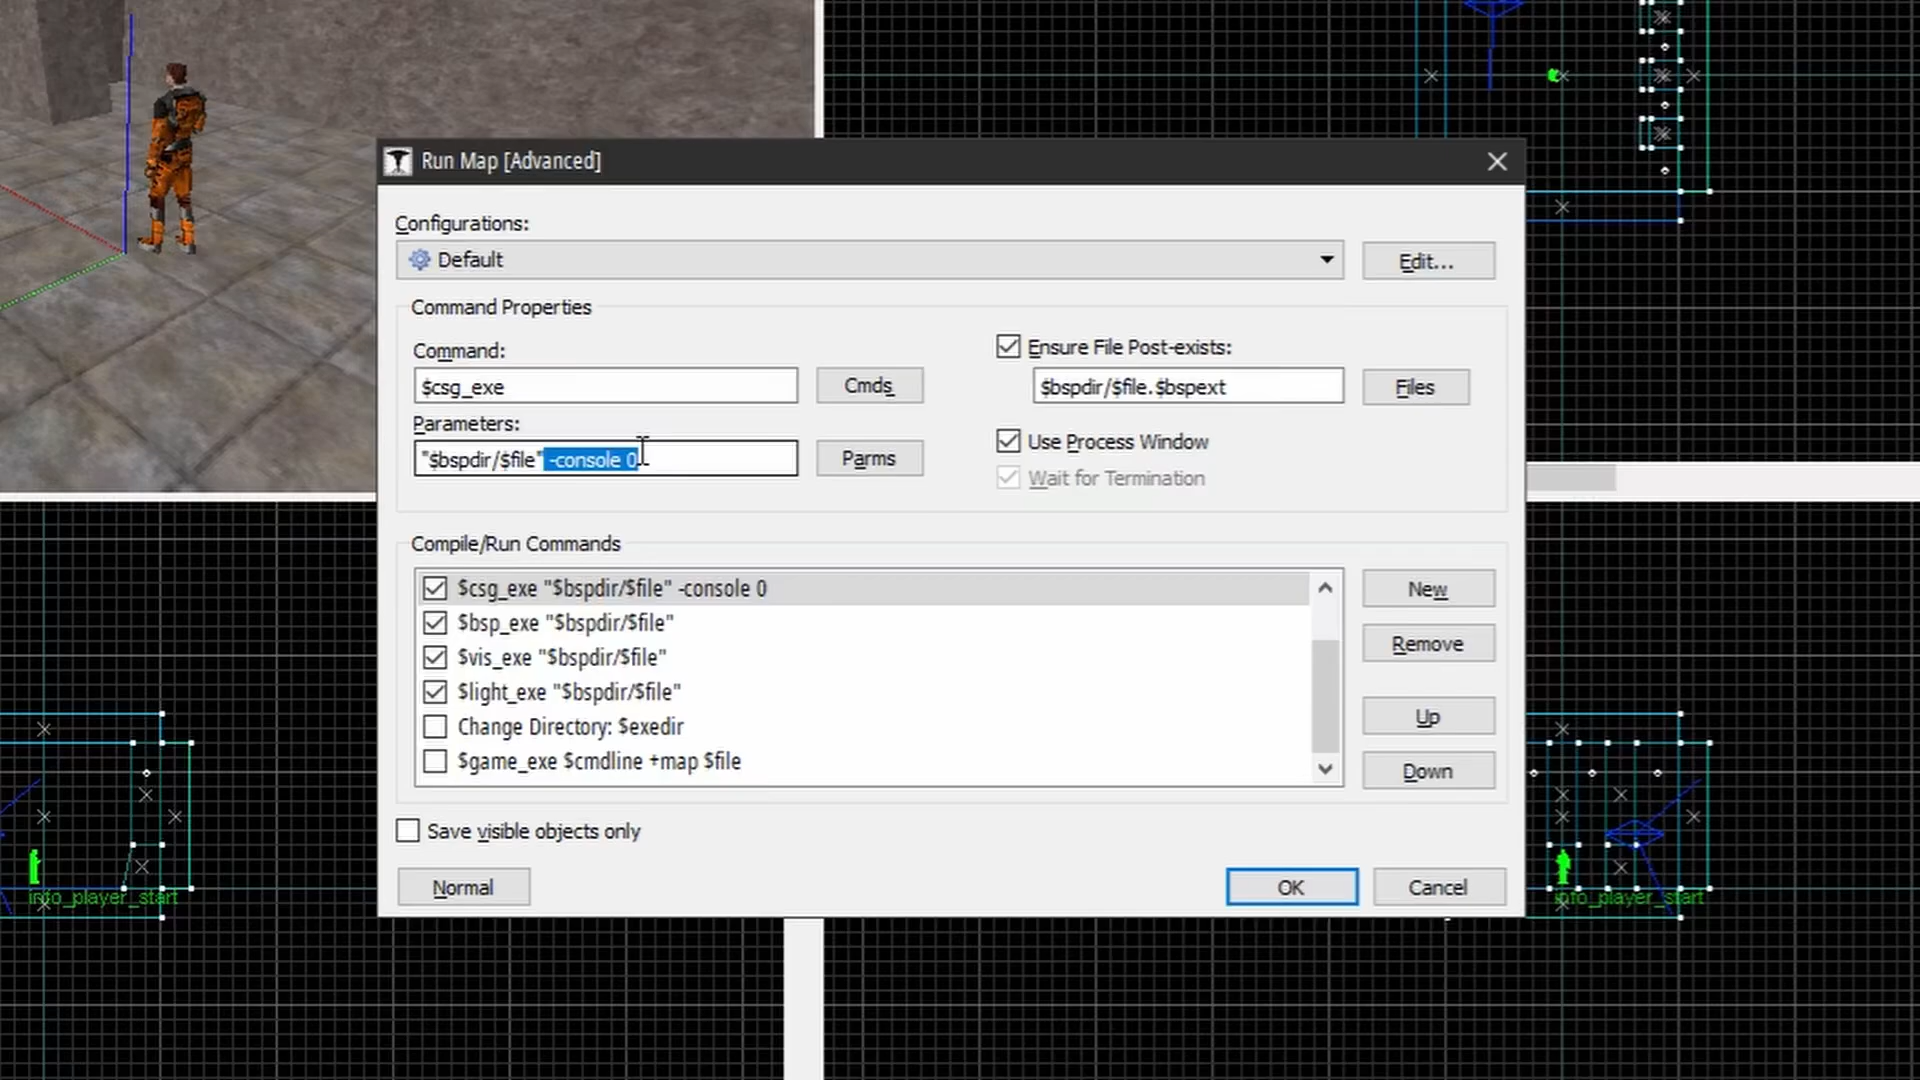 Run Map [Advanced]
Configurations:
Default
Edit...
Command Properties
Command:
$csg_exe
Cmds
Ensure File Post-exists:
$bspdir/$file.$bspext
Files
Parameters:
"$bspdir/$file" -console 0
Parms
Use Process Window
Wait for Termination
Compile/Run Commands
$csg_exe "$bspdir/$file" -console 0
$bsp_exe "$bspdir/$file"
$vis_exe "$bspdir/$file"
$light_exe "$bspdir/$file"
Change Directory: $exedir
$game_exe $cmdline +map $file
New
Remove
Up
Down
Save visible objects only
Normal
OK
Cancel
info_player_start
info_player_start